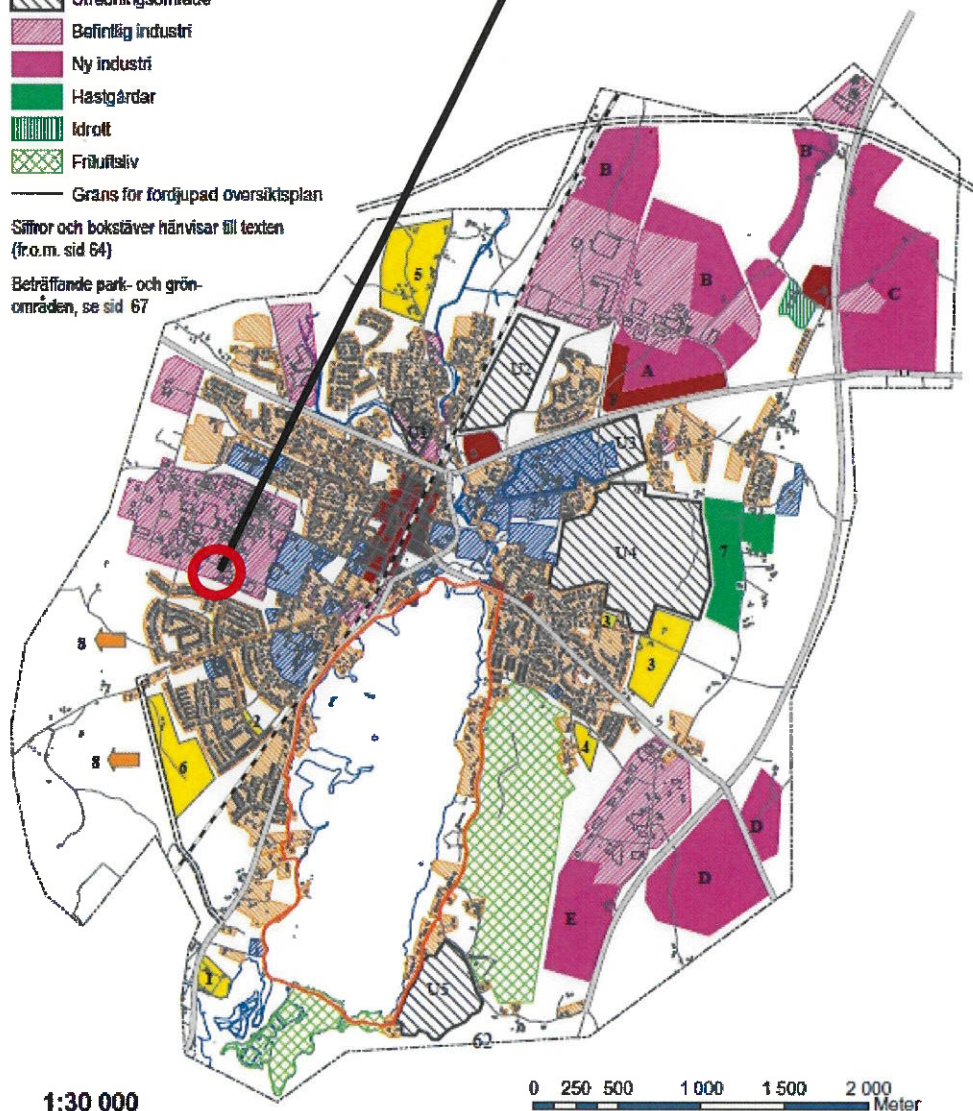 Utredningsområde
Befintlig industri
Ny industri
Hästgårdar
Idrott
Friluftsliv
Gräns för fördjupad översiktsplan
Siffror och bokstäver hänvisar till texten
(fr.o.m. sid 64)
Beträffande park- och grön-
områden, se sid 67
B
B
5
B
C
U2
A
F
U1
U3
U4
7
8
3
3
2
4
6
8
D
D
E
1
U5
62
1:30 000
0 250 500 1 000 1 500 2 000
Meter